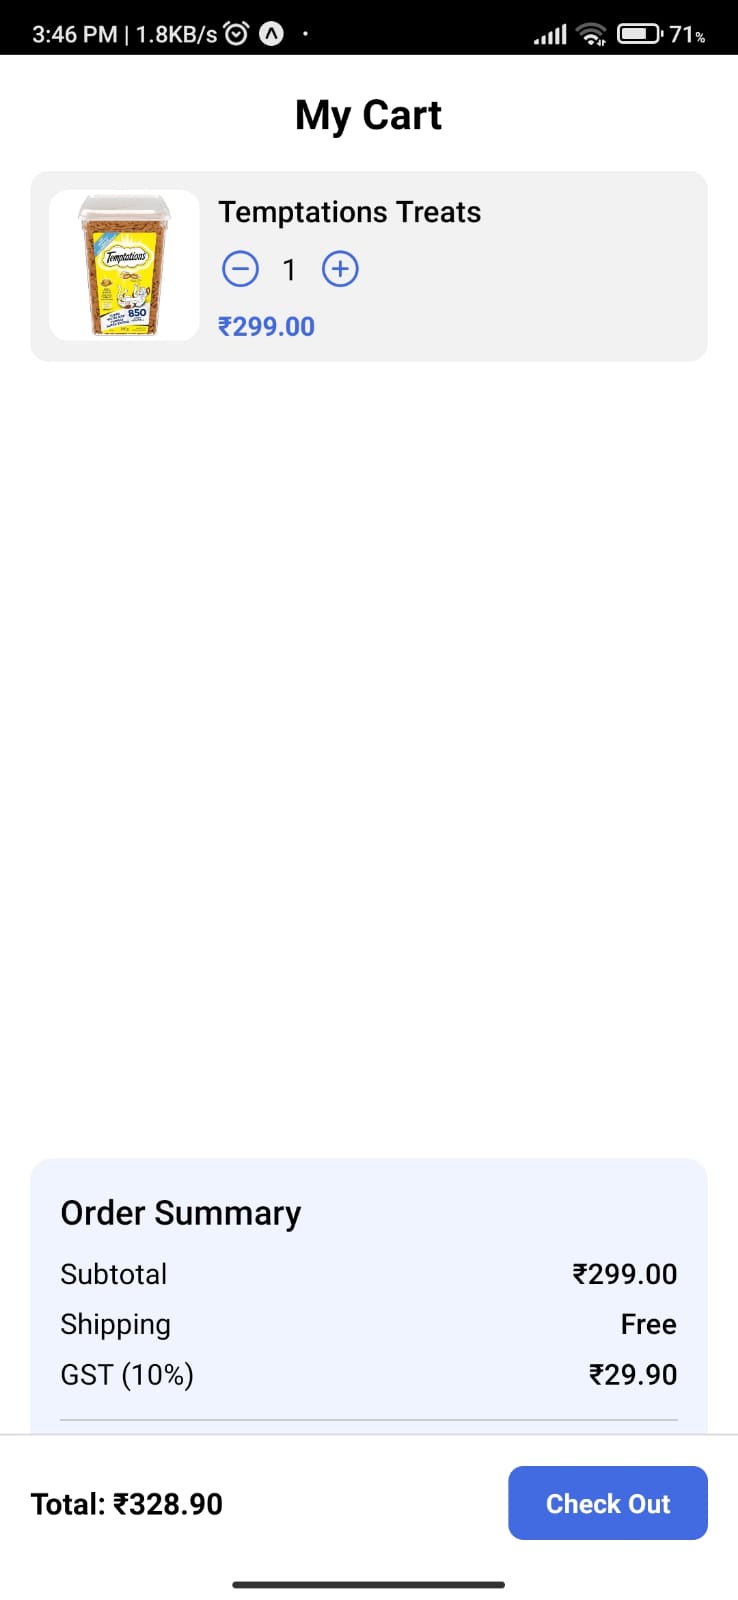 3:46 PM | 1.8KB/s
71%
My Cart
Temptations Treats
Temptations
850
1
₹299.00
Order Summary
Subtotal ₹299.00
Shipping Free
GST (10%) ₹29.90
Total: ₹328.90 Check Out